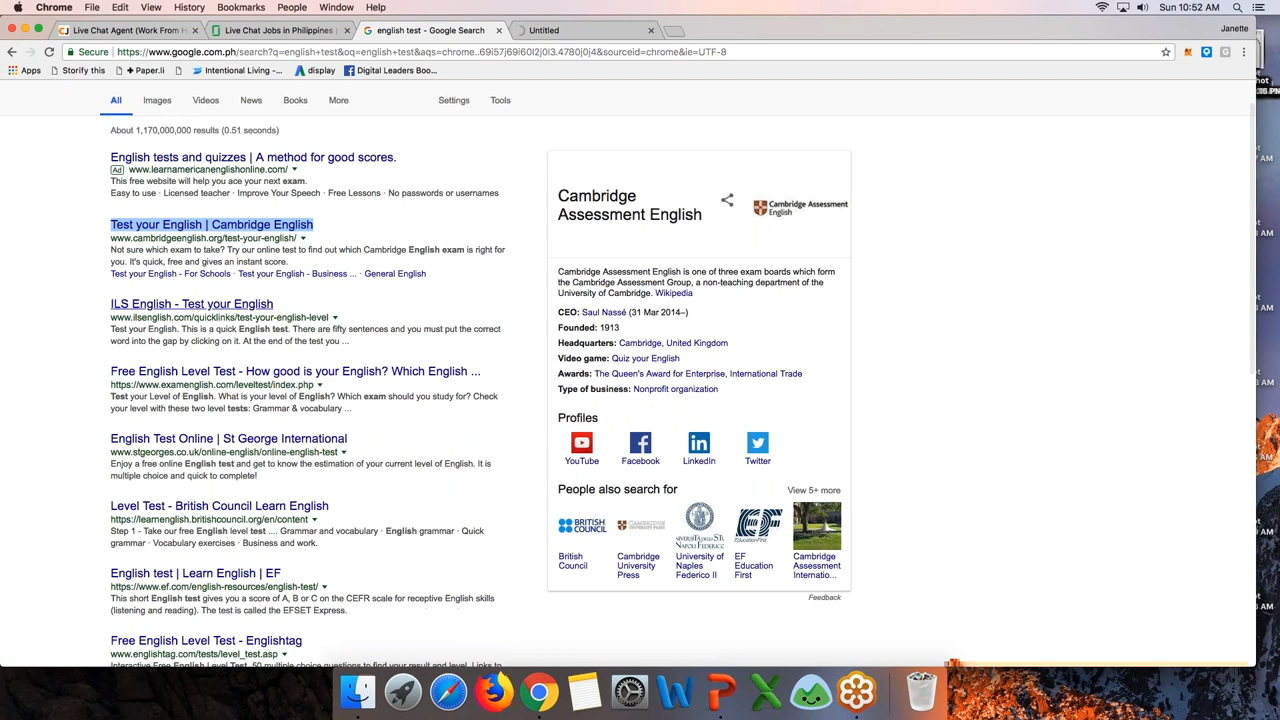 Chrome File Edit View History Bookmarks People Window Help Sun 10:52 AM
Live Chat Agent (Work From H Live Chat Jobs in Philippines | english test - Google Search Untitled Janette
Secure https://www.google.com.ph/search?q=english+test&oq=english+test&aqs=chrome..69i57j69i60l2j0l3.4780j0j4&sourceid=chrome&ie=UTF-8
Apps Storify this + Paper.li Intentional Living -... display Digital Leaders Boo...
All Images Videos News Books More Settings Tools
About 1,170,000,000 results (0.51 seconds)
English tests and quizzes | A method for good scores.
Ad www.learnamericanenglishonline.com/
This free website will help you ace your next exam.
Easy to use · Licensed teacher · Improve Your Speech · Free Lessons · No passwords or usernames
Test your English | Cambridge English
www.cambridgeenglish.org/test-your-english/
Not sure which exam to take? Try our online test to find out which Cambridge English exam is right for
you. It's quick, free and gives an instant score.
Test your English - For Schools · Test your English - Business ... · General English
ILS English - Test your English
www.ilsenglish.com/quicklinks/test-your-english-level
Test your English. This is a quick English test. There are fifty sentences and you must put the correct
word into the gap by clicking on it. At the end of the test you ...
Free English Level Test - How good is your English? Which English ...
https://www.examenglish.com/leveltest/index.php
Test your Level of English. What is your level of English? Which exam should you study for? Check
your level with these two level tests: Grammar & vocabulary ...
English Test Online | St George International
www.stgeorges.co.uk/online-english/online-english-test
Enjoy a free online English test and get to know the estimation of your current level of English. It is
multiple choice and quick to complete!
Level Test - British Council Learn English
https://learnenglish.britishcouncil.org/en/content
Step 1 - Take our free English level test .... Grammar and vocabulary · English grammar · Quick
grammar · Vocabulary exercises · Business and work.
English test | Learn English | EF
https://www.ef.com/english-resources/english-test/
This short English test gives you a score of A, B or C on the CEFR scale for receptive English skills
(listening and reading). The test is called the EFSET Express.
Free English Level Test - Englishtag
www.englishtag.com/tests/level_test.asp
Interactive Free English Level Test. 50 multiple choice questions to find your result and level. Links to
Cambridge
Assessment English
Cambridge Assessment
English
Cambridge Assessment English is one of three exam boards which form
the Cambridge Assessment Group, a non-teaching department of the
University of Cambridge. Wikipedia
CEO: Saul Nassé (31 Mar 2014–)
Founded: 1913
Headquarters: Cambridge, United Kingdom
Video game: Quiz your English
Awards: The Queen's Award for Enterprise, International Trade
Type of business: Nonprofit organization
Profiles
YouTube Facebook LinkedIn Twitter
People also search for View 5+ more
BRITISH COUNCIL
British Council
Cambridge University Press
University of Naples Federico II
EF Education First
Cambridge Assessment Internatio...
Feedback